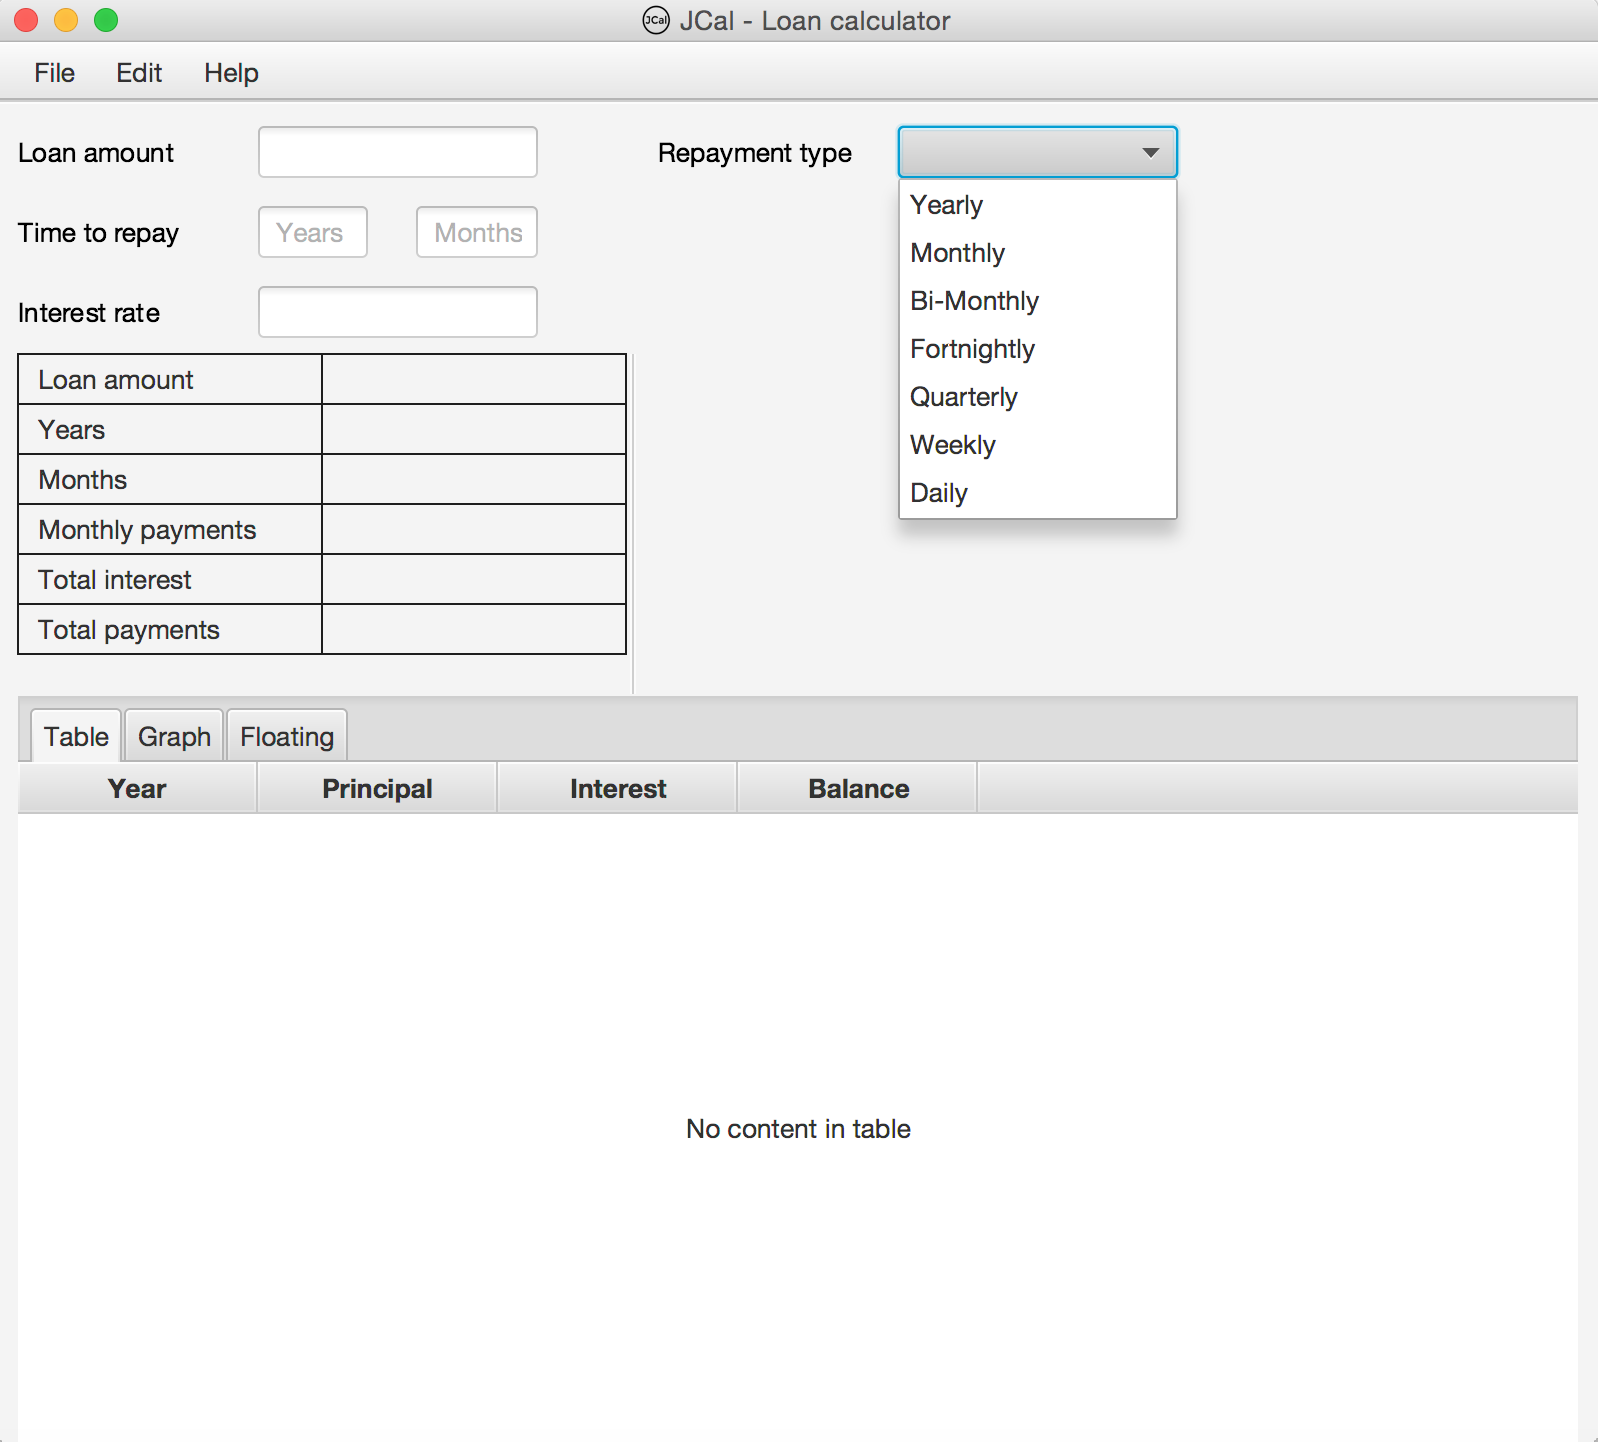 JCal JCal - Loan calculator
File Edit Help
Loan amount
Repayment type
Time to repay Years Months
Interest rate
Yearly
Monthly
Bi-Monthly
Fortnightly
Quarterly
Weekly
Daily
Loan amount
Years
Months
Monthly payments
Total interest
Total payments
Table Graph Floating
Year Principal Interest Balance
No content in table